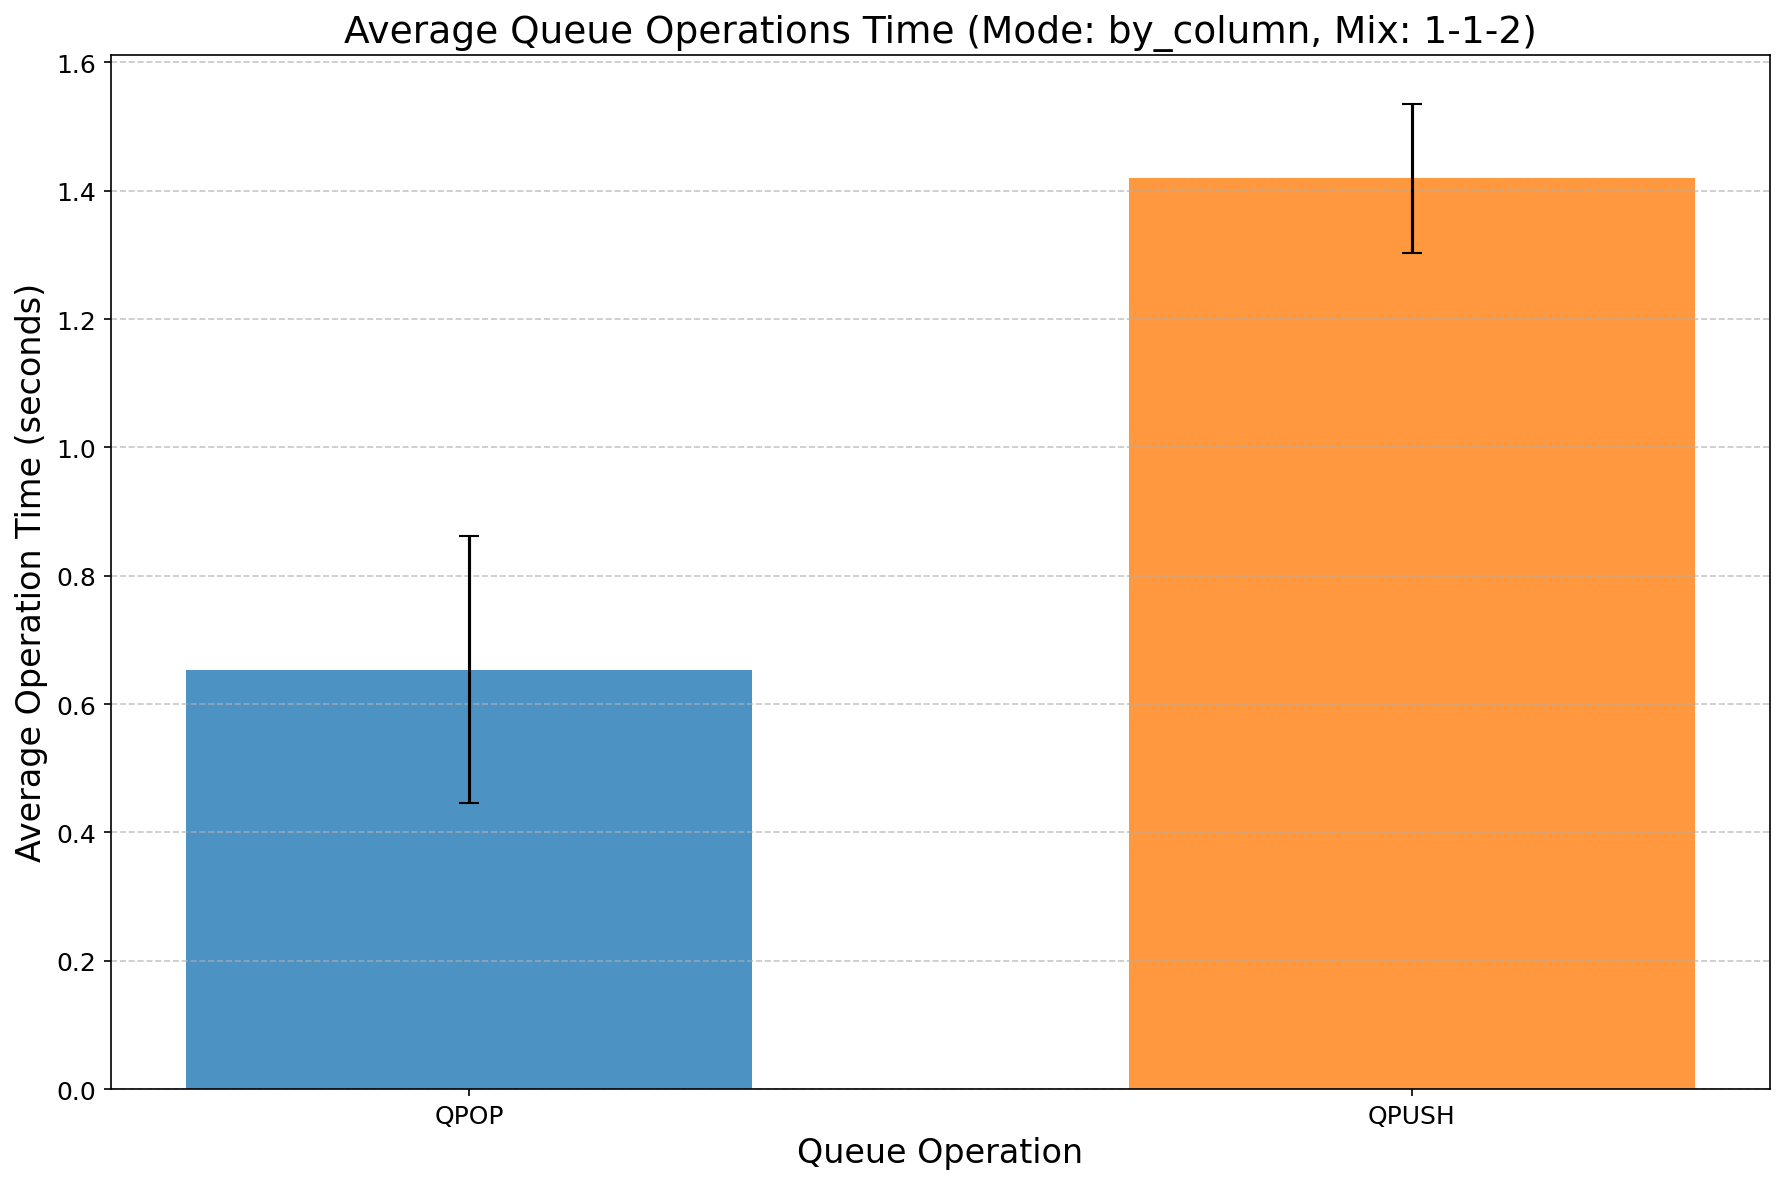 Average Queue Operations Time (Mode: by_column, Mix: 1-1-2)
Average Operation Time (seconds)
1.6
1.4
1.2
1.0
0.8
0.6
0.4
0.2
0.0
QPOP
QPUSH
Queue Operation